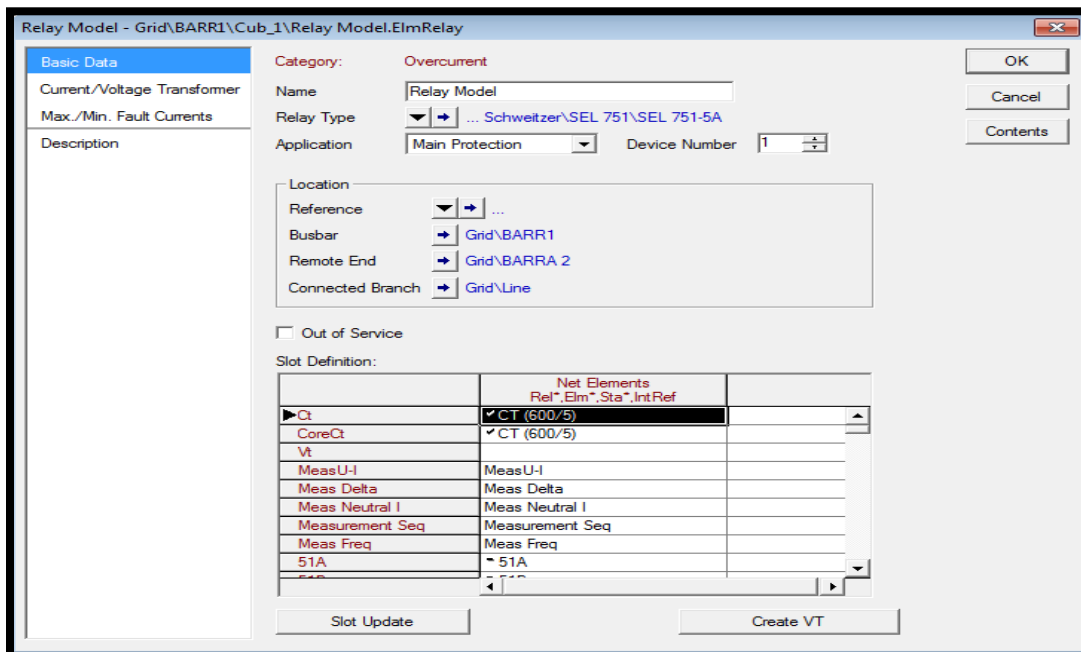 Relay Model - Grid\BARR1\Cub_1\Relay Model.ElmRelay
Basic Data
Current/Voltage Transformer
Max./Min. Fault Currents
Description
Category: Overcurrent
Name Relay Model
Relay Type ... Schweitzer\SEL 751\SEL 751-5A
Application Main Protection Device Number 1
Location
Reference ...
Busbar Grid\BARR1
Remote End Grid\BARRA 2
Connected Branch Grid\Line
Out of Service
Slot Definition:
Net Elements
Rel*,Elm*,Sta*,IntRef
Ct CT (600/5)
CoreCt CT (600/5)
Vt
MeasU-I MeasU-I
Meas Delta Meas Delta
Meas Neutral I Meas Neutral I
Measurement Seq Measurement Seq
Meas Freq Meas Freq
51A 51A
Slot Update Create VT
OK
Cancel
Contents